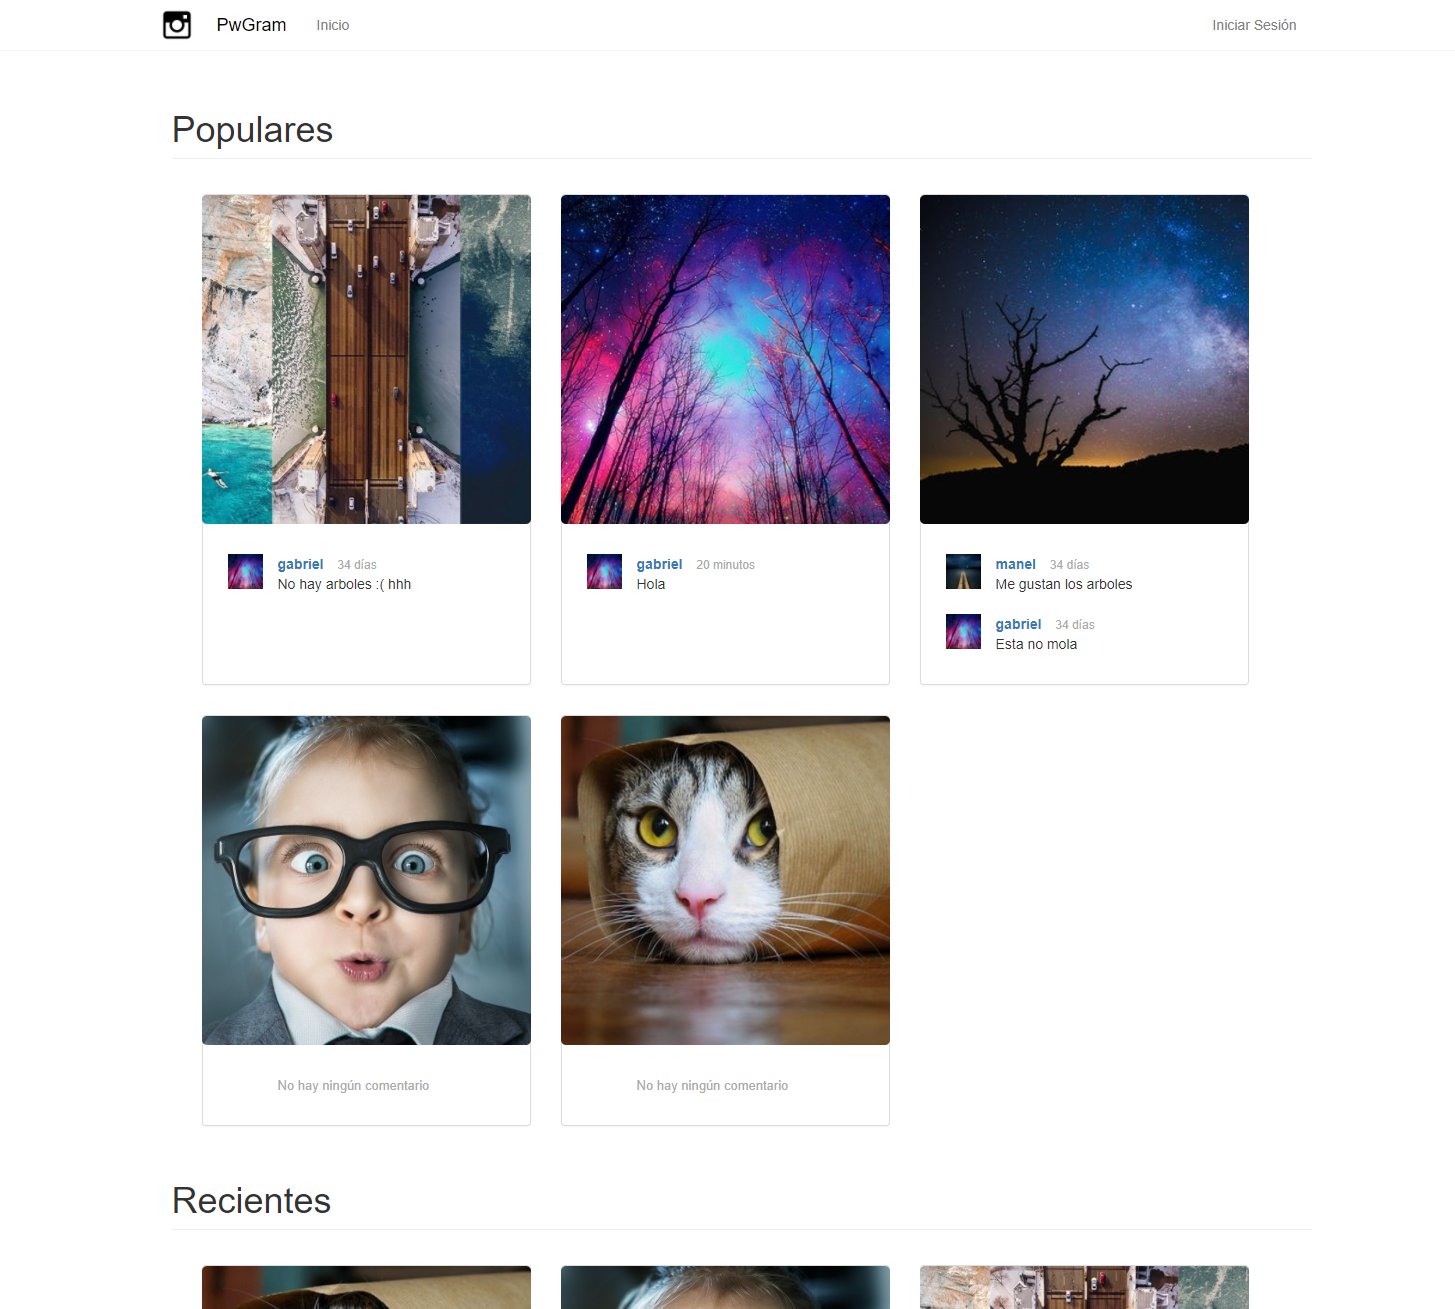 PwGram Inicio Iniciar Sesión
Populares
gabriel 34 días
No hay arboles :( hhh
gabriel 20 minutos
Hola
manel 34 días
Me gustan los arboles
gabriel 34 días
Esta no mola
No hay ningún comentario
No hay ningún comentario
Recientes